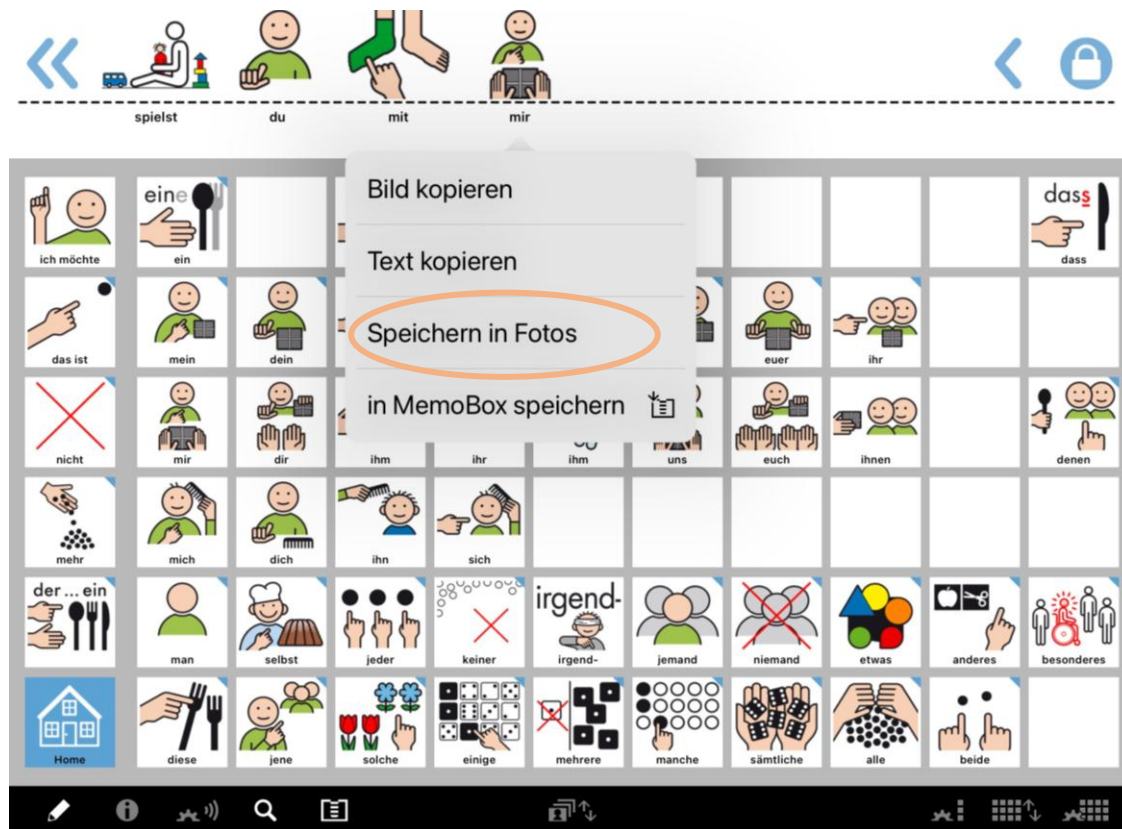 spielst du mit mir
Bild kopieren
Text kopieren
Speichern in Fotos
in MemoBox speichern
eine
dass
ich möchte ein dass
das ist mein dein euer ihr
nicht mir dir ihm ihr ihm uns euch ihnen denen
mehr mich dich ihn sich
der ... ein
irgend-
man selbst jeder keiner irgend- jemand niemand etwas anderes besonderes
Home diese jene solche einige mehrere manche sämtliche alle beide